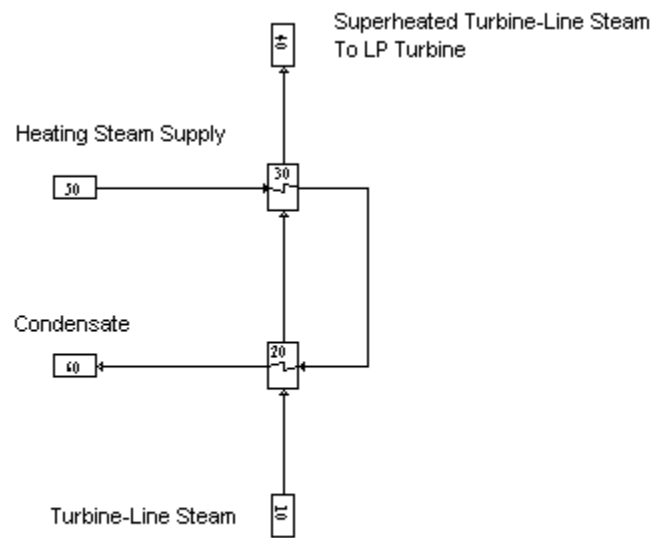 Superheated Turbine-Line Steam
To LP Turbine
40
Heating Steam Supply
30
50
Condensate
20
60
Turbine-Line Steam
10